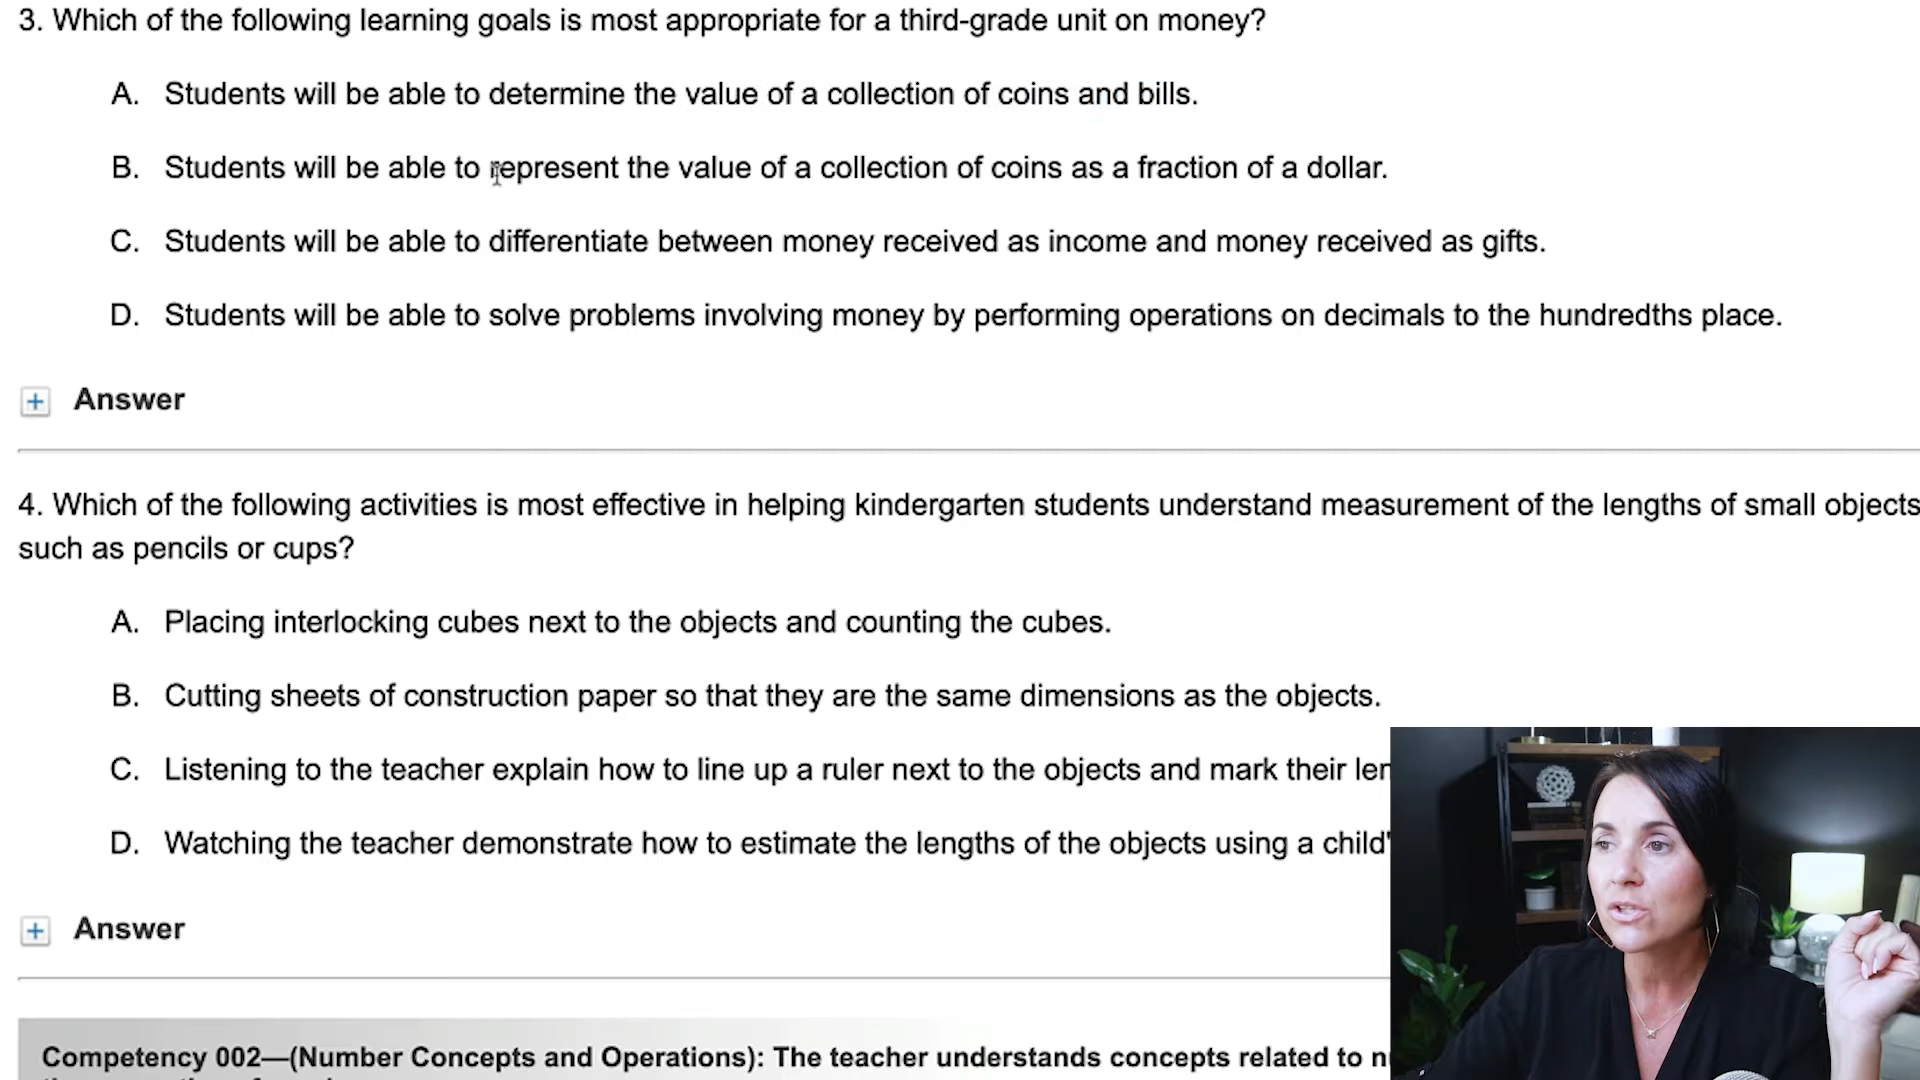 3. Which of the following learning goals is most appropriate for a third-grade unit on money?
A. Students will be able to determine the value of a collection of coins and bills.
B. Students will be able to represent the value of a collection of coins as a fraction of a dollar.
C. Students will be able to differentiate between money received as income and money received as gifts.
D. Students will be able to solve problems involving money by performing operations on decimals to the hundredths place.
+ Answer
4. Which of the following activities is most effective in helping kindergarten students understand measurement of the lengths of small objects
such as pencils or cups?
A. Placing interlocking cubes next to the objects and counting the cubes.
B. Cutting sheets of construction paper so that they are the same dimensions as the objects.
C. Listening to the teacher explain how to line up a ruler next to the objects and mark their len
D. Watching the teacher demonstrate how to estimate the lengths of the objects using a child'
+ Answer
Competency 002—(Number Concepts and Operations): The teacher understands concepts related to n